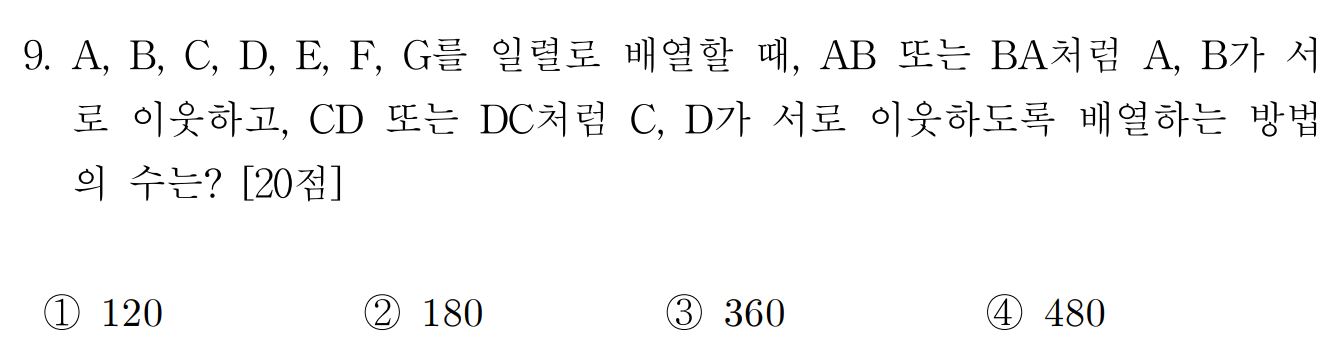 9. A, B, C, D, E, F, G를 일렬로 배열할 때, AB 또는 BA처럼 A, B가 서
로 이웃하고, CD 또는 DC처럼 C, D가 서로 이웃하도록 배열하는 방법
의 수는? [20점]
① 120 ② 180 ③ 360 ④ 480